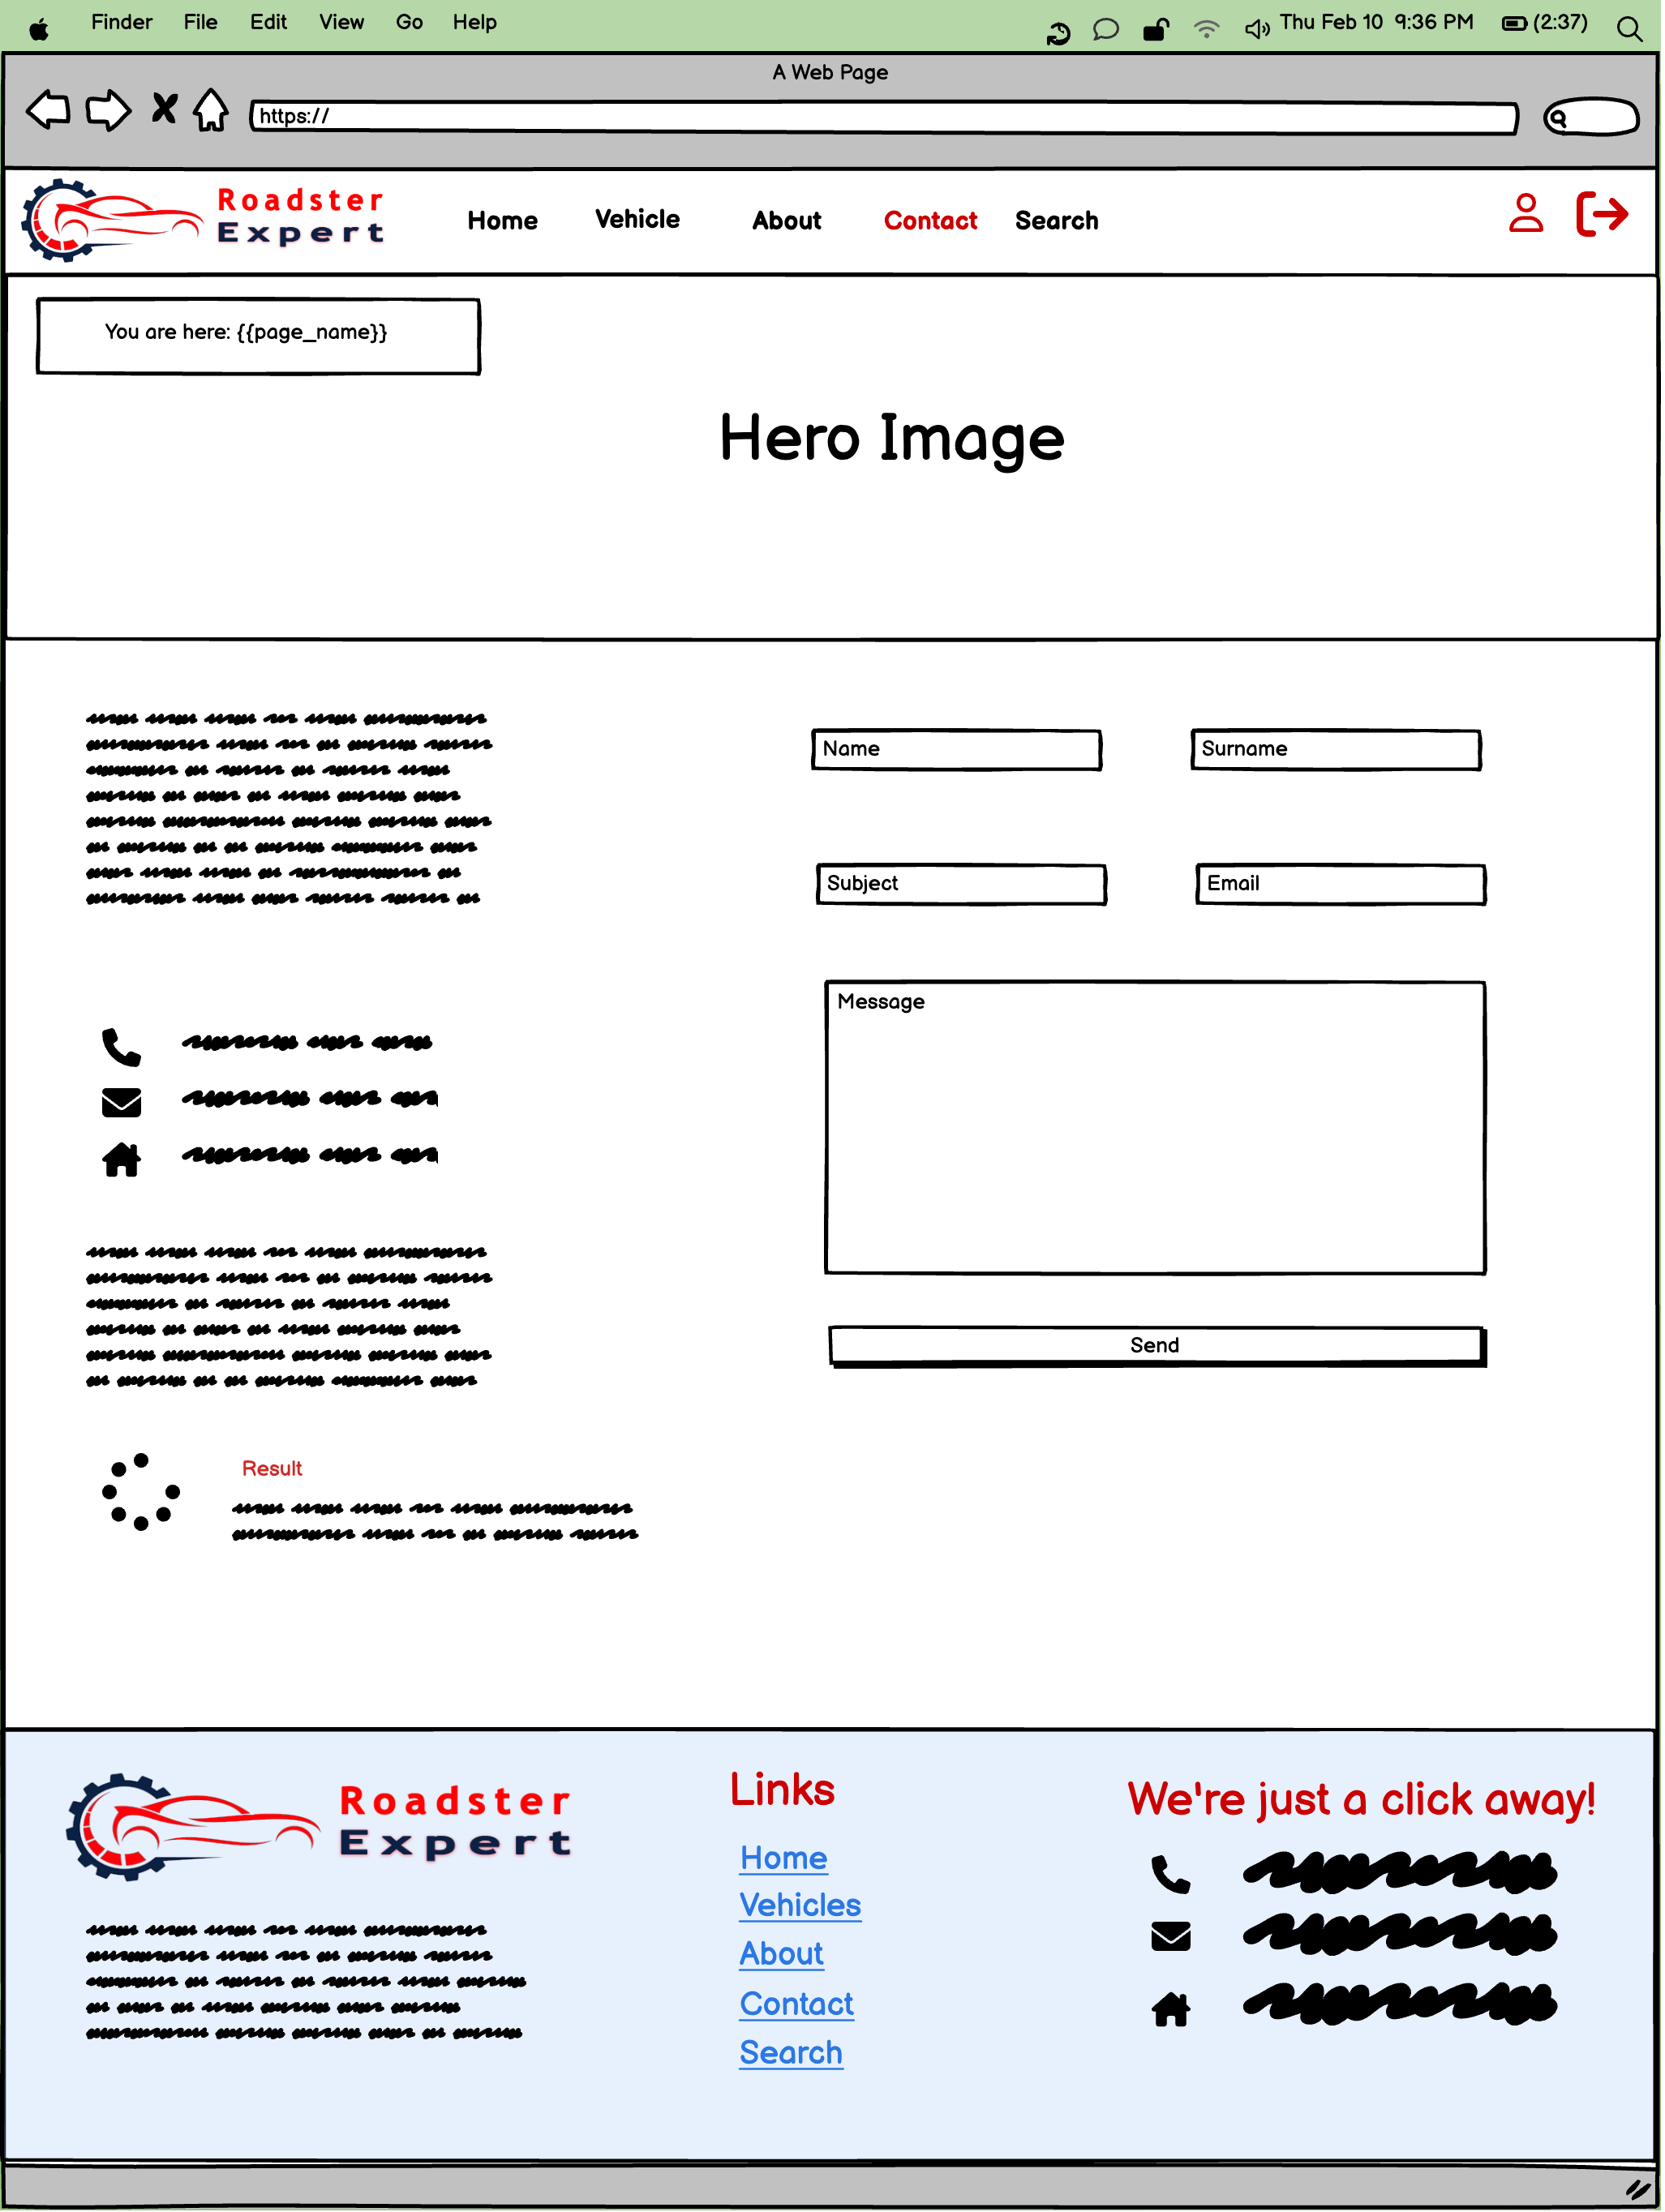 Finder File Edit View Go Help Thu Feb 10 9:36 PM (2:37)
A Web Page
https://
Roadster
Expert
Home Vehicle About Contact Search
You are here: {{page_name}}
Hero Image
Name Surname
Subject Email
Message
Send
Result
Roadster
Expert
Links
Home
Vehicles
About
Contact
Search
We're just a click away!